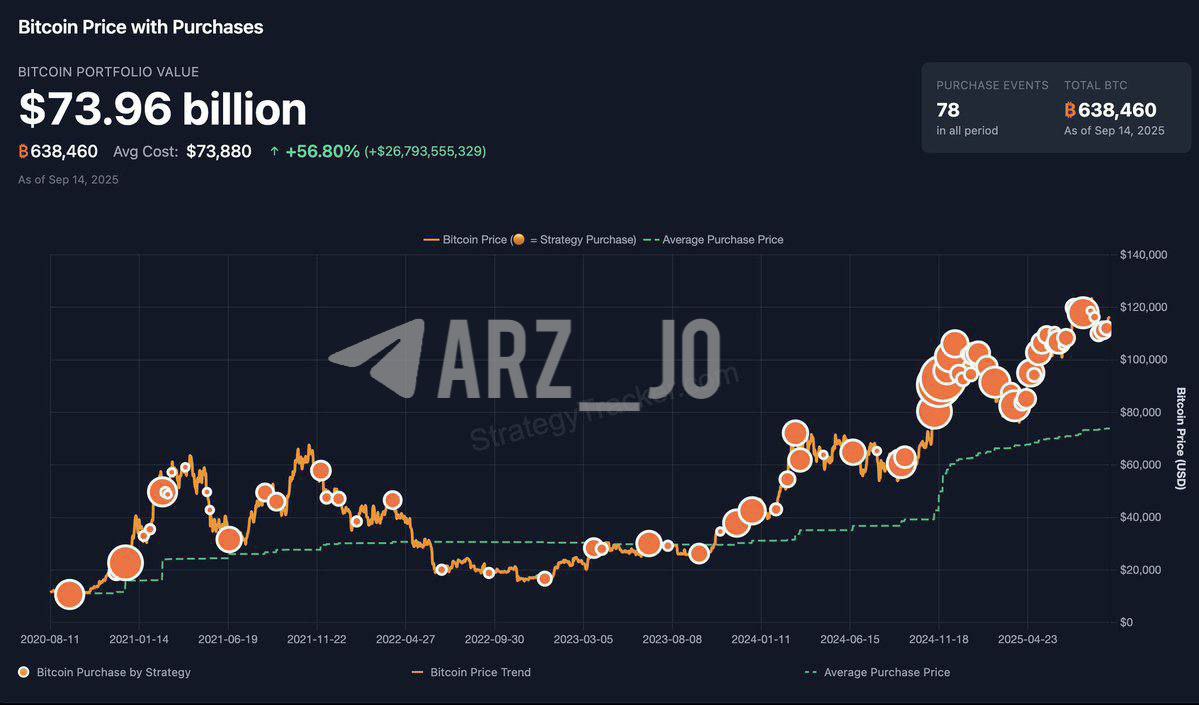 Bitcoin Price with Purchases
BITCOIN PORTFOLIO VALUE
$73.96 billion
₿638,460 Avg Cost: $73,880 ↑ +56.80% (+$26,793,555,329)
As of Sep 14, 2025
PURCHASE EVENTS TOTAL BTC
78 ₿638,460
in all period As of Sep 14, 2025
Bitcoin Price ( = Strategy Purchase) Average Purchase Price
$140,000
$120,000
$100,000
$80,000
$60,000
$40,000
$20,000
$0
Bitcoin Price (USD)
ARZ_JO
StrategyTracker.com
2020-08-11 2021-01-14 2021-06-19 2021-11-22 2022-04-27 2022-09-30 2023-03-05 2023-08-08 2024-01-11 2024-06-15 2024-11-18 2025-04-23
Bitcoin Purchase by Strategy Bitcoin Price Trend Average Purchase Price